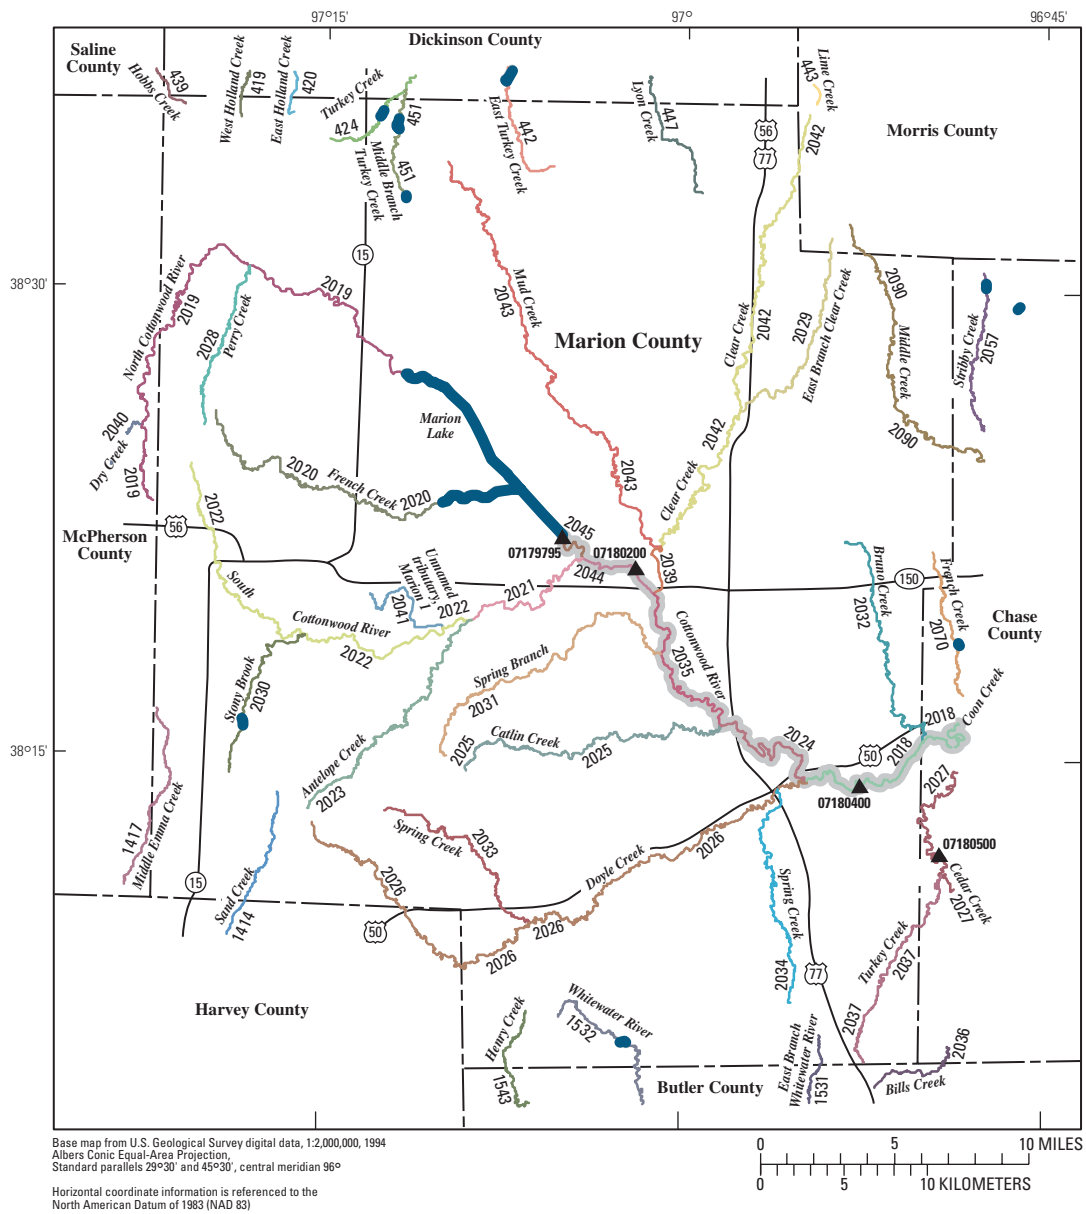 97°15'
97°
96°45'
Saline
County
Dickinson County
Hobbs Creek
439
West Holland Creek
419
East Holland Creek
420
Turkey Creek
424
451
Middle Branch
Turkey Creek
451
East Turkey Creek
442
Lyon Creek
447
56
77
Lime Creek
443
2042
Morris County
15
38°30'
North Cottonwood River
2019
2019
2028
Perry Creek
Mud Creek
2043
Marion County
Clear Creek
2042
2029
East Branch Clear Creek
2090
Middle Creek
2090
Stribby Creek
2057
Marion
Lake
2040
Dry Greek
2019
2020
French Creek
2020
2042
Clear Creek
2043
2022
McPherson
County
56
2045
07179795
07180200
2044
2039
South
Unnamed
tributary,
Marion 1
2041
2022
2021
150
Cottonwood River
2022
Bruno Creek
2032
French Creek
2070
Chase
County
Stony Brook
2030
Spring Branch
2031
Cottonwood River
2035
38°15'
Antelope Creek
2023
2025
Catlin Creek
2025
2024
50
2018
2018
Coon Creek
07180400
2027
1417
Middle Emma Creek
Spring Creek
2033
07180500
Cedar Creek
2027
15
Sand Creek
1414
2026
50
2026
2026
Doyle Creek
2026
Spring Creek
2034
77
Turkey Creek
2037
2037
Harvey County
Henry Creek
1543
Whitewater River
1532
Butler County
East Branch
Whitewater River
1531
2036
Bills Creek
Base map from U.S. Geological Survey digital data, 1:2,000,000, 1994
Albers Conic Equal-Area Projection,
Standard parallels 29°30' and 45°30', central meridian 96°
Horizontal coordinate information is referenced to the
North American Datum of 1983 (NAD 83)
0 5 10 MILES
0 5 10 KILOMETERS